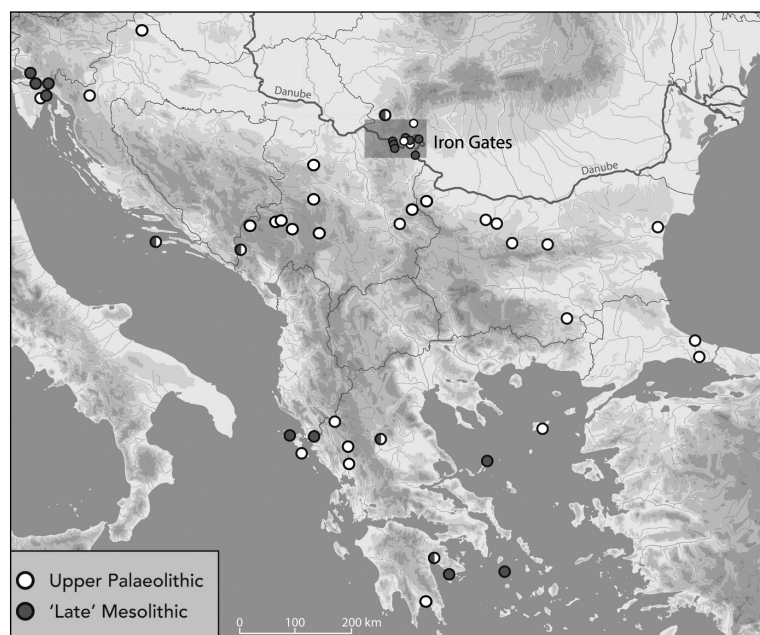 Danube
Iron Gates
Danube
Upper Palaeolithic
'Late' Mesolithic
0 100 200 km